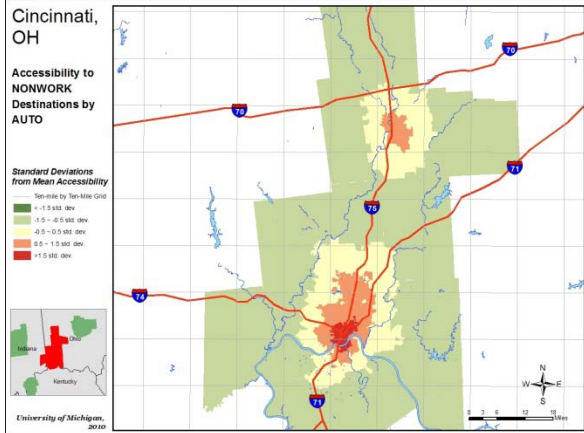 Cincinnati,
OH
Accessibility to
NONWORK
Destinations by
AUTO
Standard Deviations
from Mean Accessibility
Ten-mile by Ten-Mile Grid
< -1.5 std. dev.
-1.5 ~ -0.5 std. dev.
-0.5 ~ 0.5 std. dev.
0.5 ~ 1.5 std. dev.
>1.5 std. dev.
Indiana
Ohio
Kentucky
University of Michigan,
2010
70
70
71
75
74
71
N
W
E
S
0
3
6
12
18
Miles